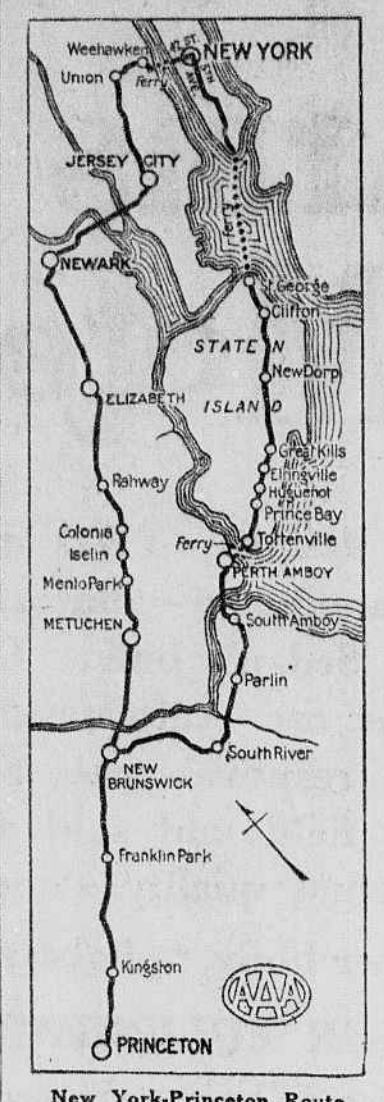 NEW YORK
Weehawken
42 ST.
5TH AVE.
Union
Ferry
JERSEY CITY
Ferry
NEWARK
St. George
Clifton
STATEN
New Dorp
ISLAND
ELIZABETH
Great Kills
Eltingville
Rahway
Huguenot
Prince Bay
Colonia
Iselin
Ferry
Tottenville
Menlo Park
PERTH AMBOY
METUCHEN
South Amboy
Parlin
South River
NEW
BRUNSWICK
Franklin Park
Kingston
AAA
PRINCETON
New York-Princeton Route